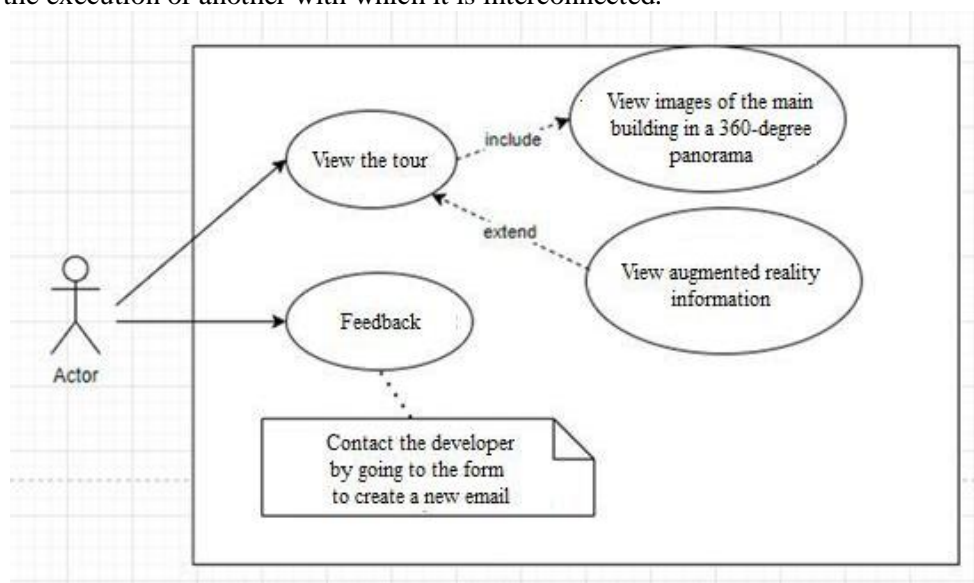 the execution of another with which it is interconnected.
View images of the main
building in a 360-degree
panorama
include
View the tour
extend
View augmented reality
information
Feedback
Actor
Contact the developer
by going to the form
to create a new email